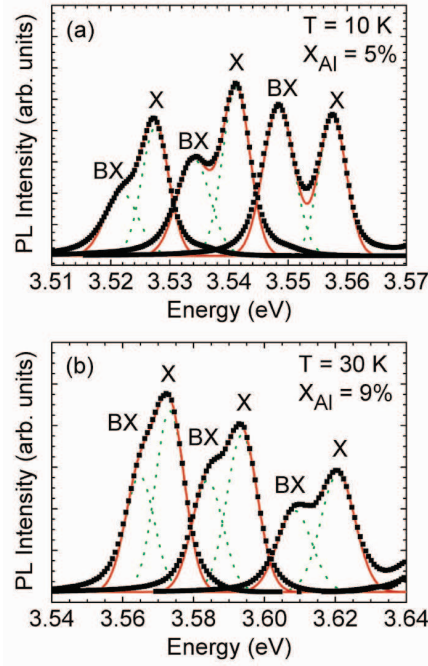 (a)
T = 10 K
X_Al = 5%
BX
X
BX
X
BX
X
PL Intensity (arb. units)
3.51 3.52 3.53 3.54 3.55 3.56 3.57
Energy (eV)
(b)
T = 30 K
X_Al = 9%
BX
X
BX
X
BX
X
PL Intensity (arb. units)
3.54 3.56 3.58 3.60 3.62 3.64
Energy (eV)